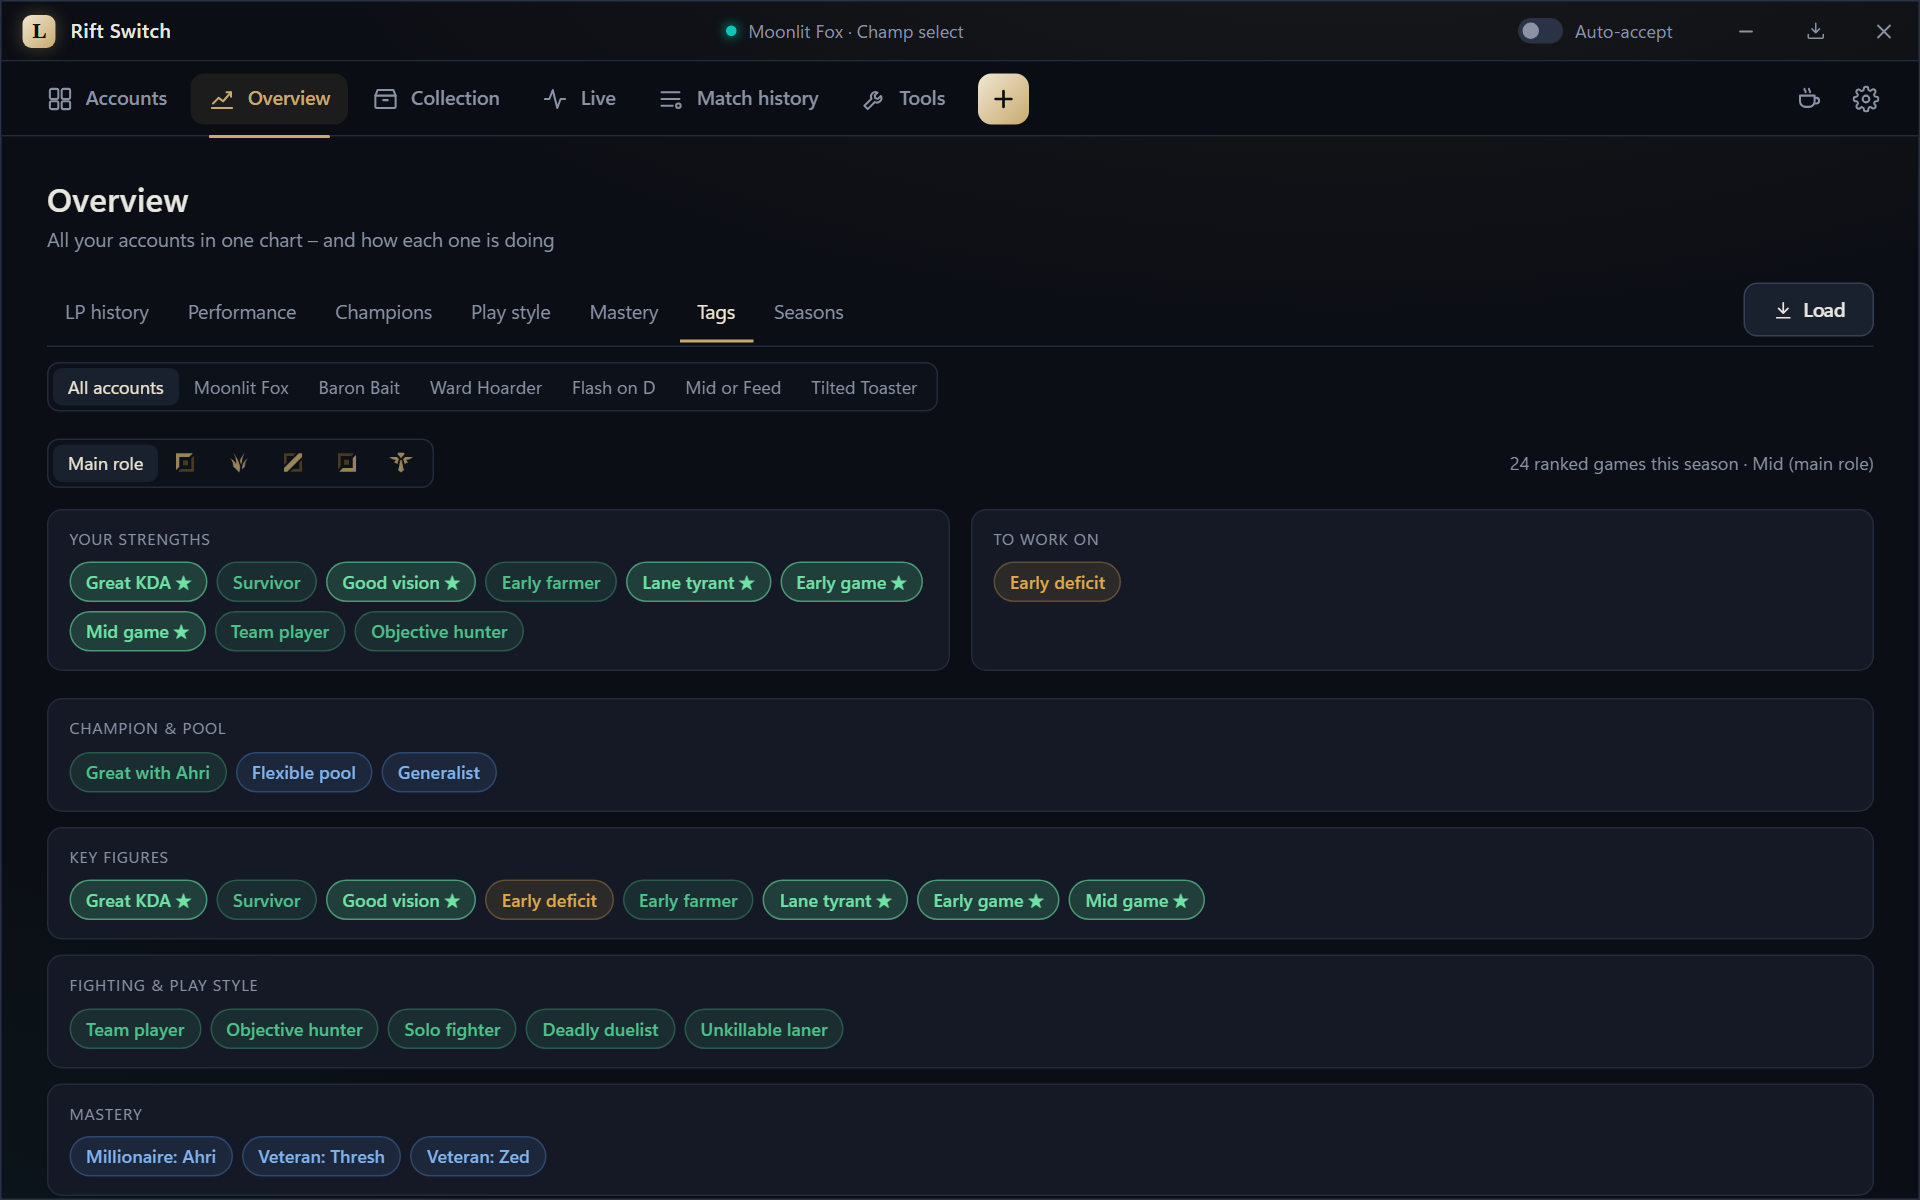 L Rift Switch
Moonlit Fox · Champ select
Auto-accept
Accounts Overview Collection Live Match history Tools
Overview
All your accounts in one chart – and how each one is doing
LP history Performance Champions Play style Mastery Tags Seasons
Load
All accounts Moonlit Fox Baron Bait Ward Hoarder Flash on D Mid or Feed Tilted Toaster
Main role
24 ranked games this season · Mid (main role)
YOUR STRENGTHS
Great KDA ★ Survivor Good vision ★ Early farmer Lane tyrant ★ Early game ★
Mid game ★ Team player Objective hunter
TO WORK ON
Early deficit
CHAMPION & POOL
Great with Ahri Flexible pool Generalist
KEY FIGURES
Great KDA ★ Survivor Good vision ★ Early deficit Early farmer Lane tyrant ★ Early game ★ Mid game ★
FIGHTING & PLAY STYLE
Team player Objective hunter Solo fighter Deadly duelist Unkillable laner
MASTERY
Millionaire: Ahri Veteran: Thresh Veteran: Zed